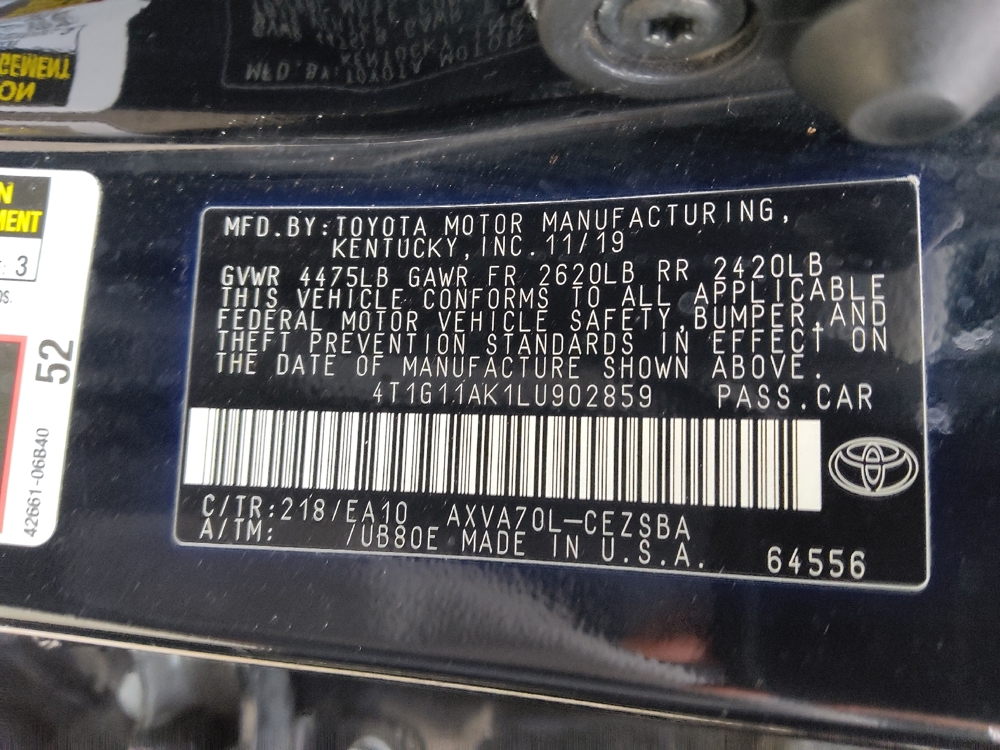 MFD.BY:TOYOTA MOTOR MANUFACTURING,
KENTUCKY,INC.11/19
GVWR 4475LB GAWR FR 2620LB RR 2420LB
THIS VEHICLE CONFORMS TO ALL APPLICABLE
FEDERAL MOTOR VEHICLE SAFETY,BUMPER,AND
THEFT PREVENTION STANDARDS IN EFFECT ON
THE DATE OF MANUFACTURE SHOWN ABOVE.
4T1G11AK1LU902859 PASS.CAR
C/TR:218/EA10 AXVA70L-CEZSBA
A/TM: /UB80E MADE IN U.S.A. 64556
N
MENT
: 3
52
42661-06B40